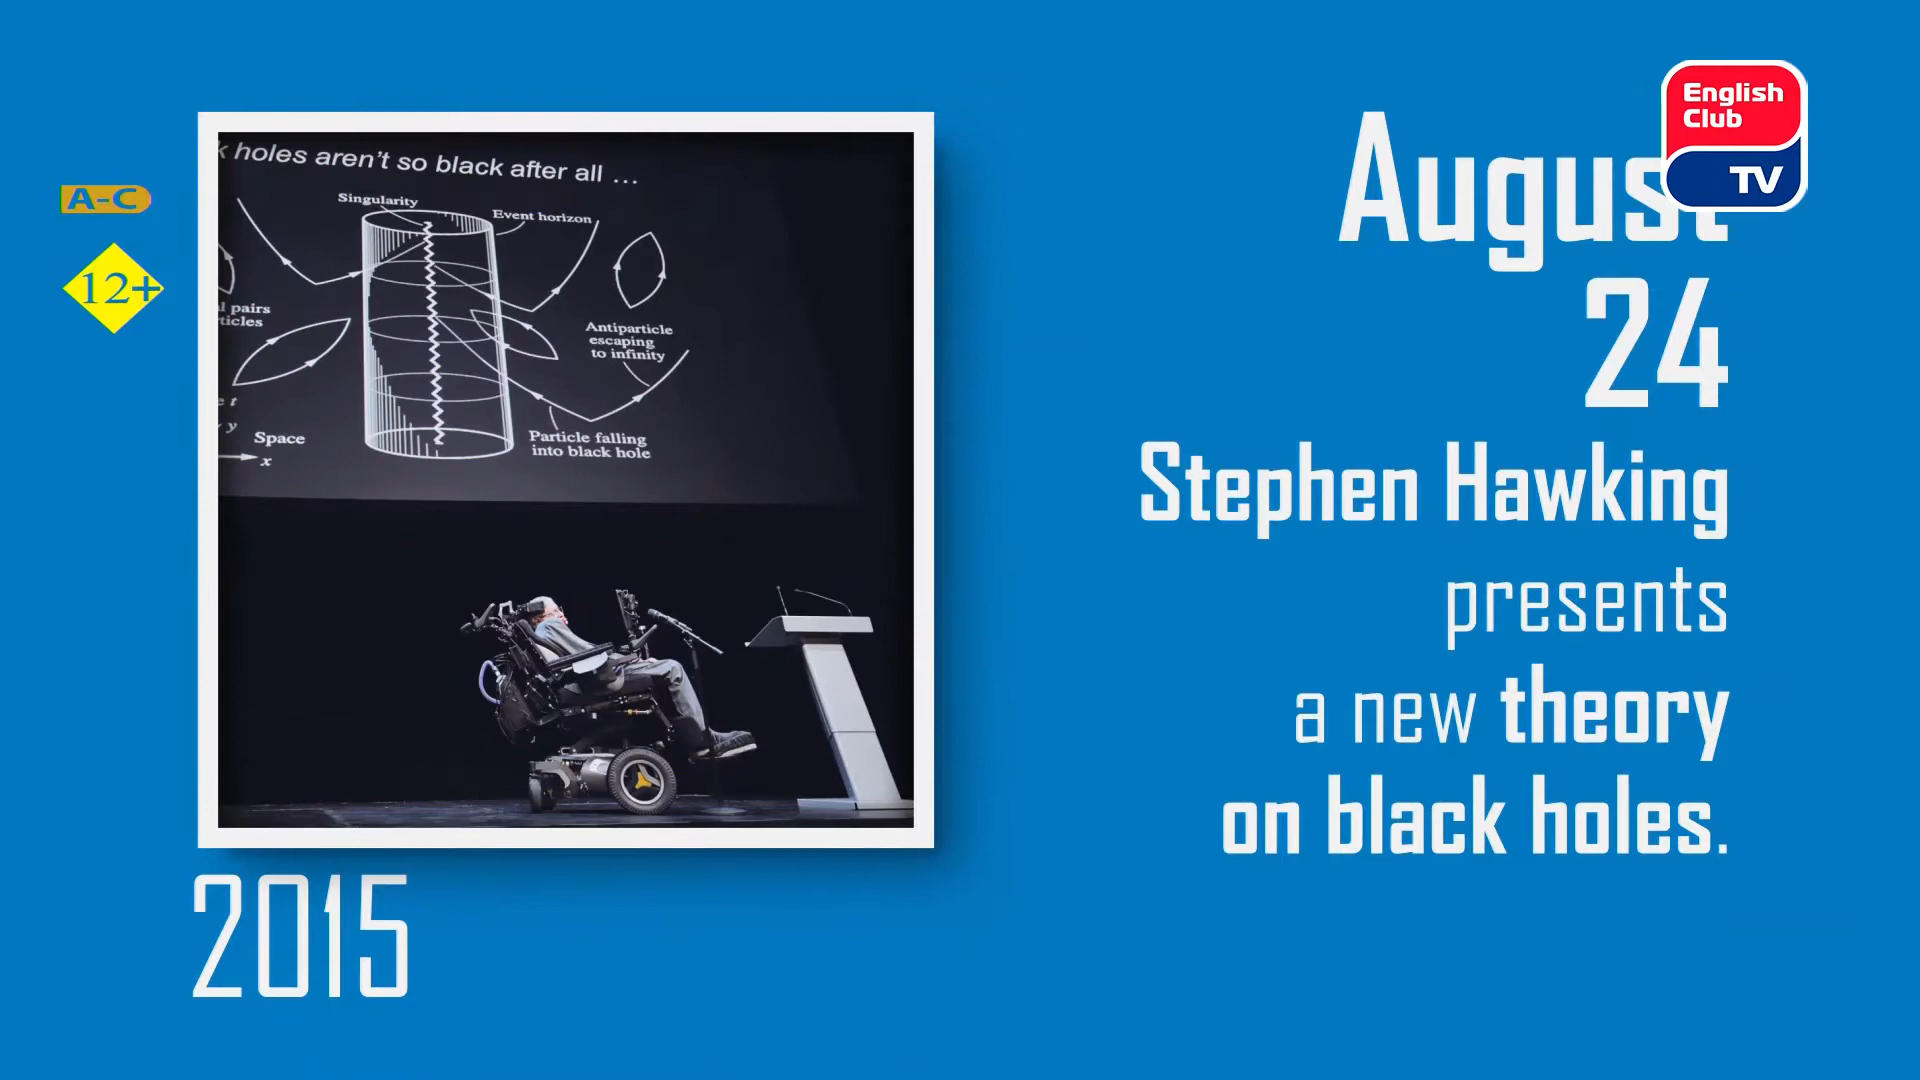 English
Club
TV
A-C
12+
August
24
Stephen Hawking
presents
a new theory
on black holes.
2015
holes aren't so black after all ...
Singularity
Event horizon
pairs
Antiparticle
escaping
to infinity
Particle falling
into black hole
t
y
Space
x